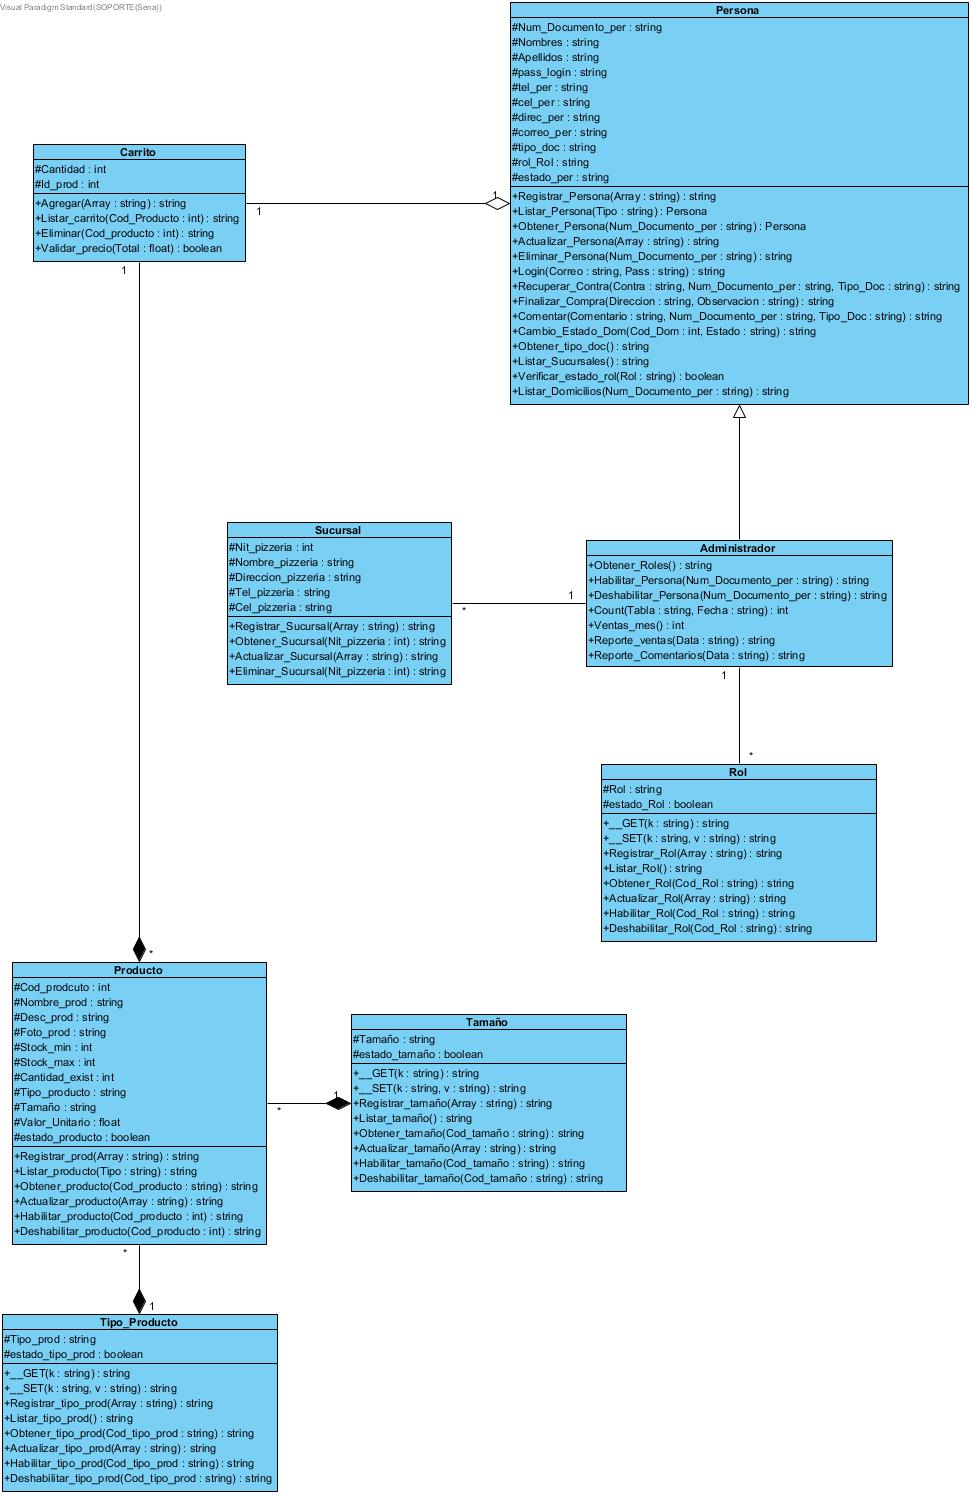 Visual Paradigm Standard(SOPORTE(Sena))
Persona
#Num_Documento_per : string
#Nombres : string
#Apellidos : string
#pass_login : string
#tel_per : string
#cel_per : string
#direc_per : string
#correo_per : string
#tipo_doc : string
#rol_Rol : string
#estado_per : string
+Registrar_Persona(Array : string) : string
+Listar_Persona(Tipo : string) : Persona
+Obtener_Persona(Num_Documento_per : string) : Persona
+Actualizar_Persona(Array : string) : string
+Eliminar_Persona(Num_Documento_per : string) : string
+Login(Correo : string, Pass : string) : string
+Recuperar_Contra(Contra : string, Num_Documento_per : string, Tipo_Doc : string) : string
+Finalizar_Compra(Direccion : string, Observacion : string) : string
+Comentar(Comentario : string, Num_Documento_per : string, Tipo_Doc : string) : string
+Cambio_Estado_Dom(Cod_Dom : int, Estado : string) : string
+Obtener_tipo_doc() : string
+Listar_Sucursales() : string
+Verificar_estado_rol(Rol : string) : boolean
+Listar_Domicilios(Num_Documento_per : string) : string
Carrito
#Cantidad : int
#Id_prod : int
+Agregar(Array : string) : string
+Listar_carrito(Cod_Producto : int) : string
+Eliminar(Cod_producto : int) : string
+Validar_precio(Total : float) : boolean
1
1
1
Sucursal
#Nit_pizzeria : int
#Nombre_pizzeria : string
#Direccion_pizzeria : string
#Tel_pizzeria : string
#Cel_pizzeria : string
+Registrar_Sucursal(Array : string) : string
+Obtener_Sucursal(Nit_pizzeria : int) : string
+Actualizar_Sucursal(Array : string) : string
+Eliminar_Sucursal(Nit_pizzeria : int) : string
*
1
Administrador
+Obtener_Roles() : string
+Habilitar_Persona(Num_Documento_per : string) : string
+Deshabilitar_Persona(Num_Documento_per : string) : string
+Count(Tabla : string, Fecha : string) : int
+Ventas_mes() : int
+Reporte_ventas(Data : string) : string
+Reporte_Comentarios(Data : string) : string
1
*
Rol
#Rol : string
#estado_Rol : boolean
+__GET(k : string) : string
+__SET(k : string, v : string) : string
+Registrar_Rol(Array : string) : string
+Listar_Rol() : string
+Obtener_Rol(Cod_Rol : string) : string
+Actualizar_Rol(Array : string) : string
+Habilitar_Rol(Cod_Rol : string) : string
+Deshabilitar_Rol(Cod_Rol : string) : string
*
Producto
#Cod_prodcuto : int
#Nombre_prod : string
#Desc_prod : string
#Foto_prod : string
#Stock_min : int
#Stock_max : int
#Cantidad_exist : int
#Tipo_producto : string
#Tamaño : string
#Valor_Unitario : float
#estado_producto : boolean
+Registrar_prod(Array : string) : string
+Listar_producto(Tipo : string) : string
+Obtener_producto(Cod_producto : string) : string
+Actualizar_producto(Array : string) : string
+Habilitar_producto(Cod_producto : int) : string
+Deshabilitar_producto(Cod_producto : int) : string
*
1
Tamaño
#Tamaño : string
#estado_tamaño : boolean
+__GET(k : string) : string
+__SET(k : string, v : string) : string
+Registrar_tamaño(Array : string) : string
+Listar_tamaño() : string
+Obtener_tamaño(Cod_tamaño : string) : string
+Actualizar_tamaño(Array : string) : string
+Habilitar_tamaño(Cod_tamaño : string) : string
+Deshabilitar_tamaño(Cod_tamaño : string) : string
*
1
Tipo_Producto
#Tipo_prod : string
#estado_tipo_prod : boolean
+__GET(k : string) : string
+__SET(k : string, v : string) : string
+Registrar_tipo_prod(Array : string) : string
+Listar_tipo_prod() : string
+Obtener_tipo_prod(Cod_tipo_prod : string) : string
+Actualizar_tipo_prod(Array : string) : string
+Habilitar_tipo_prod(Cod_tipo_prod : string) : string
+Deshabilitar_tipo_prod(Cod_tipo_prod : string) : string